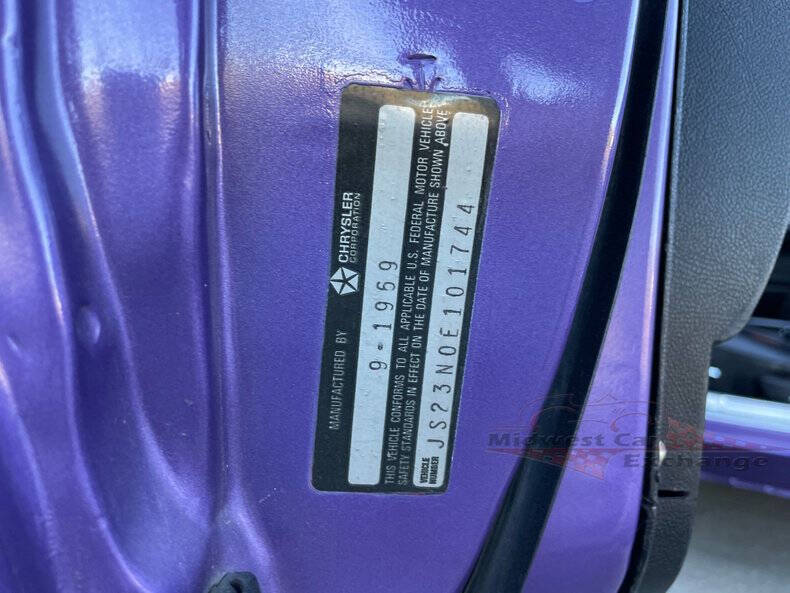 MANUFACTURED BY
CHRYSLER
CORPORATION
9-1969
THIS VEHICLE CONFORMS TO ALL APPLICABLE U.S. FEDERAL MOTOR VEHICLE
SAFETY STANDARDS IN EFFECT ON THE DATE OF MANUFACTURE SHOWN ABOVE
VEHICLE
NUMBER
JS23N0E101744
Midwest Car
Exchange